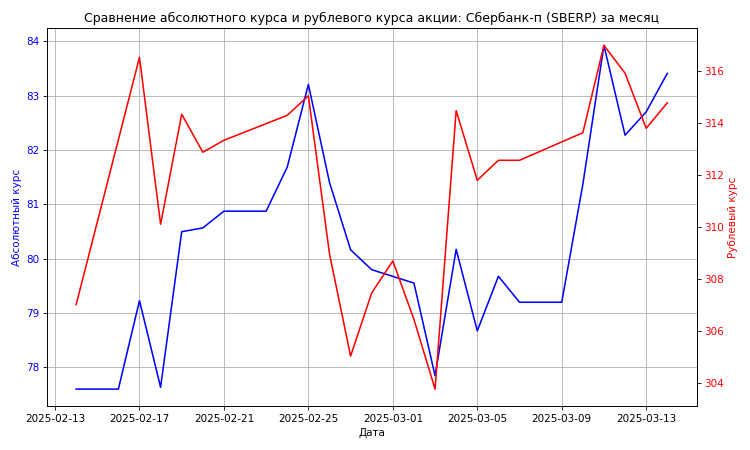 Сравнение абсолютного курса и рублевого курса акции: Сбербанк-п (SBERP) за месяц
84
83
82
81
80
79
78
Абсолютный курс
316
314
312
310
308
306
304
Рублевый курс
2025-02-13 2025-02-17 2025-02-21 2025-02-25 2025-03-01 2025-03-05 2025-03-09 2025-03-13
Дата